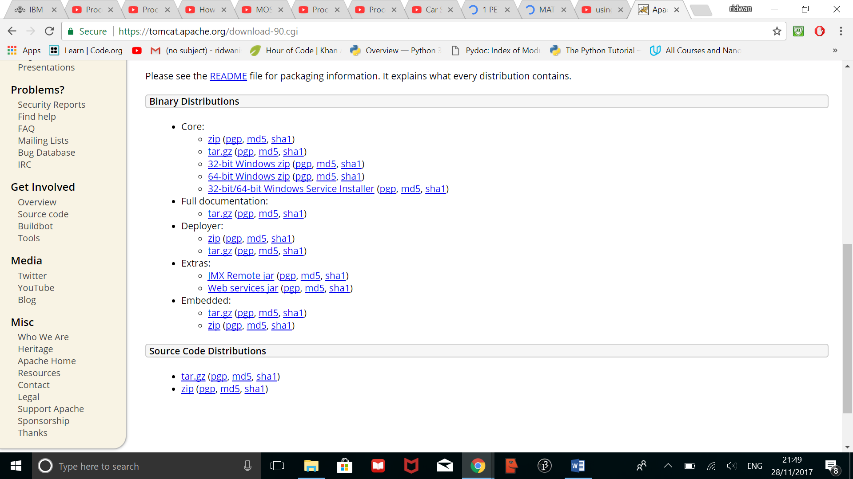 IBM
Proc
Proc
How
MOS
Proc
Proc
Car S
1 PE
MAT
using
Apac
ridwan
Secure | https://tomcat.apache.org/download-90.cgi
Apps Learn | Code.org (no subject) - ridwan Hour of Code | Khan Overview — Python Pydoc: Index of Mod The Python Tutorial All Courses and Nano »
Presentations
Problems?
Security Reports
Find help
FAQ
Mailing Lists
Bug Database
IRC
Get Involved
Overview
Source code
Buildbot
Tools
Media
Twitter
YouTube
Blog
Misc
Who We Are
Heritage
Apache Home
Resources
Contact
Legal
Support Apache
Sponsorship
Thanks
Please see the README file for packaging information. It explains what every distribution contains.
Binary Distributions
Core:
zip (pgp, md5, sha1)
tar.gz (pgp, md5, sha1)
32-bit Windows zip (pgp, md5, sha1)
64-bit Windows zip (pgp, md5, sha1)
32-bit/64-bit Windows Service Installer (pgp, md5, sha1)
Full documentation:
tar.gz (pgp, md5, sha1)
Deployer:
zip (pgp, md5, sha1)
tar.gz (pgp, md5, sha1)
Extras:
JMX Remote jar (pgp, md5, sha1)
Web services jar (pgp, md5, sha1)
Embedded:
tar.gz (pgp, md5, sha1)
zip (pgp, md5, sha1)
Source Code Distributions
tar.gz (pgp, md5, sha1)
zip (pgp, md5, sha1)
Type here to search
ENG
21:49
28/11/2017
8